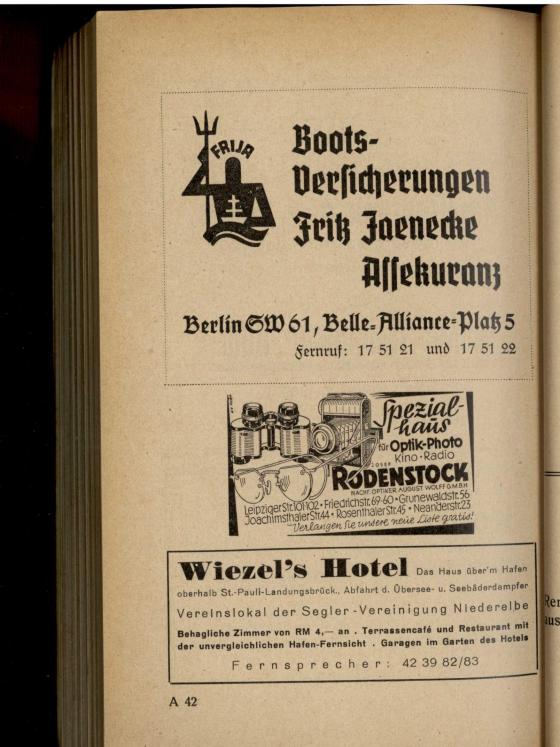 FRIJA
Boots-
Versicherungen
Fritz Jaenecke
Assekuranz
Berlin SW 61, Belle-Alliance-Platz 5
Fernruf: 17 51 21 und 17 51 22
Spezial-
haus
für Optik-Photo
Kino · Radio
JOSEF
RODENSTOCK
NACHF. OPTIKER AUGUST WOLFF G.M.B.H
Leipziger Str. 101-102 • Friedrichstr. 69-60 • Grunewaldstr. 56
Joachimsthaler Str. 44 • Rosenthaler Str. 45 • Neanderstr. 23
Verlangen Sie unsere neue Liste gratis!
Wiezel's Hotel Das Haus über'm Hafen
oberhalb St.-Pauli-Landungsbrück., Abfahrt d. Übersee- u. Seebäderdampfer
Vereinslokal der Segler-Vereinigung Niederelbe
Behagliche Zimmer von RM 4,— an . Terrassencafé und Restaurant mit
der unvergleichlichen Hafen-Fernsicht . Garagen im Garten des Hotels
Fernsprecher: 42 39 82/83
A 42